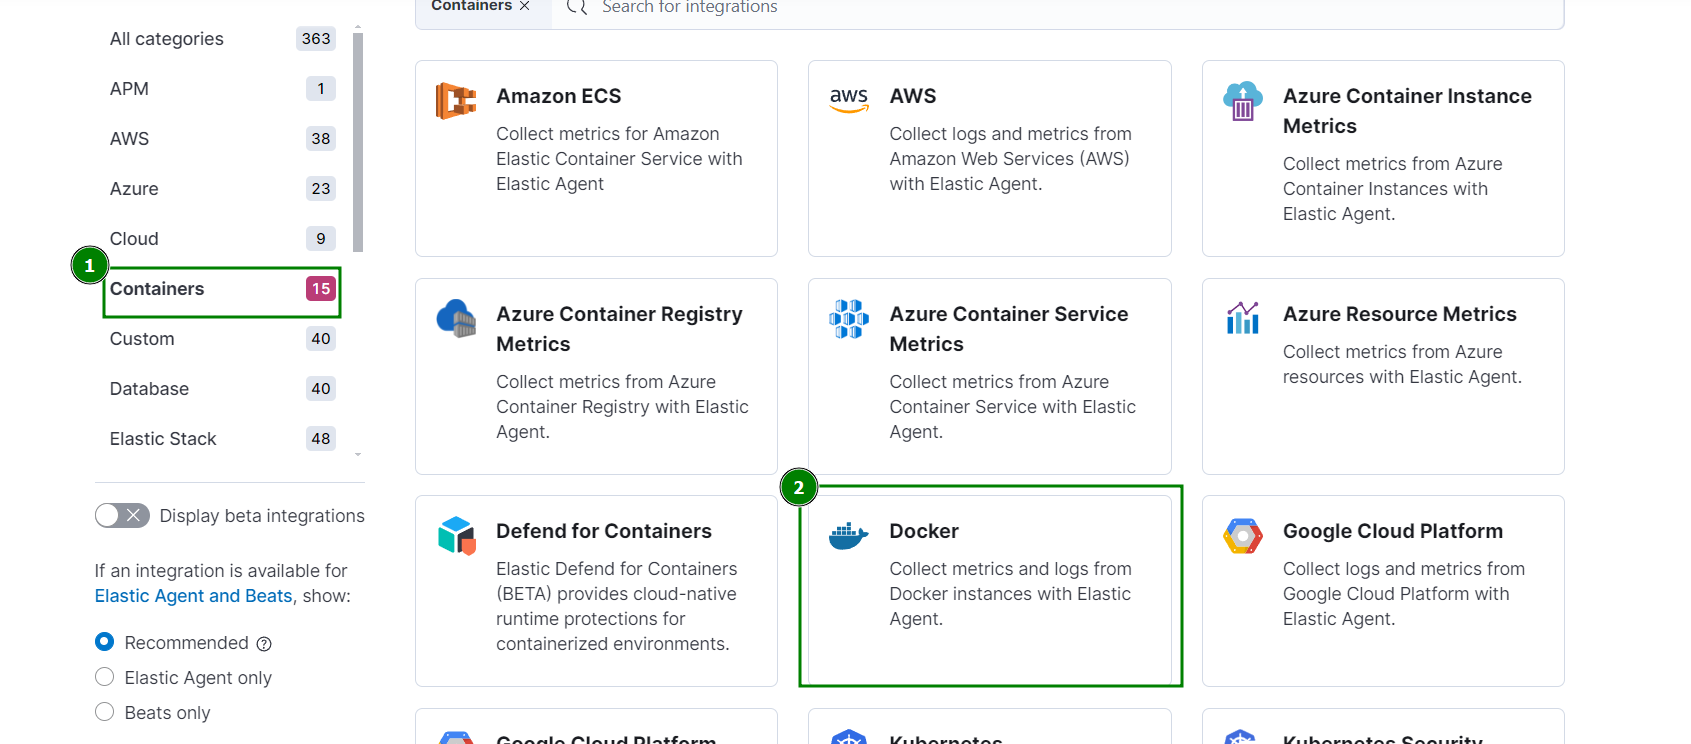 Containers ×
Search for integrations
All categories 363
APM 1
AWS 38
Azure 23
Cloud 9
1
Containers 15
Custom 40
Database 40
Elastic Stack 48
Display beta integrations
If an integration is available for
Elastic Agent and Beats, show:
Recommended
Elastic Agent only
Beats only
Amazon ECS
Collect metrics for Amazon
Elastic Container Service with
Elastic Agent
aws
AWS
Collect logs and metrics from
Amazon Web Services (AWS)
with Elastic Agent.
Azure Container Instance
Metrics
Collect metrics from Azure
Container Instances with
Elastic Agent.
Azure Container Registry
Metrics
Collect metrics from Azure
Container Registry with Elastic
Agent.
Azure Container Service
Metrics
Collect metrics from Azure
Container Service with Elastic
Agent.
Azure Resource Metrics
Collect metrics from Azure
resources with Elastic Agent.
Defend for Containers
Elastic Defend for Containers
(BETA) provides cloud-native
runtime protections for
containerized environments.
2
Docker
Collect metrics and logs from
Docker instances with Elastic
Agent.
Google Cloud Platform
Collect logs and metrics from
Google Cloud Platform with
Elastic Agent.
Google Cloud Platform
Kubernetes
Kubernetes Security